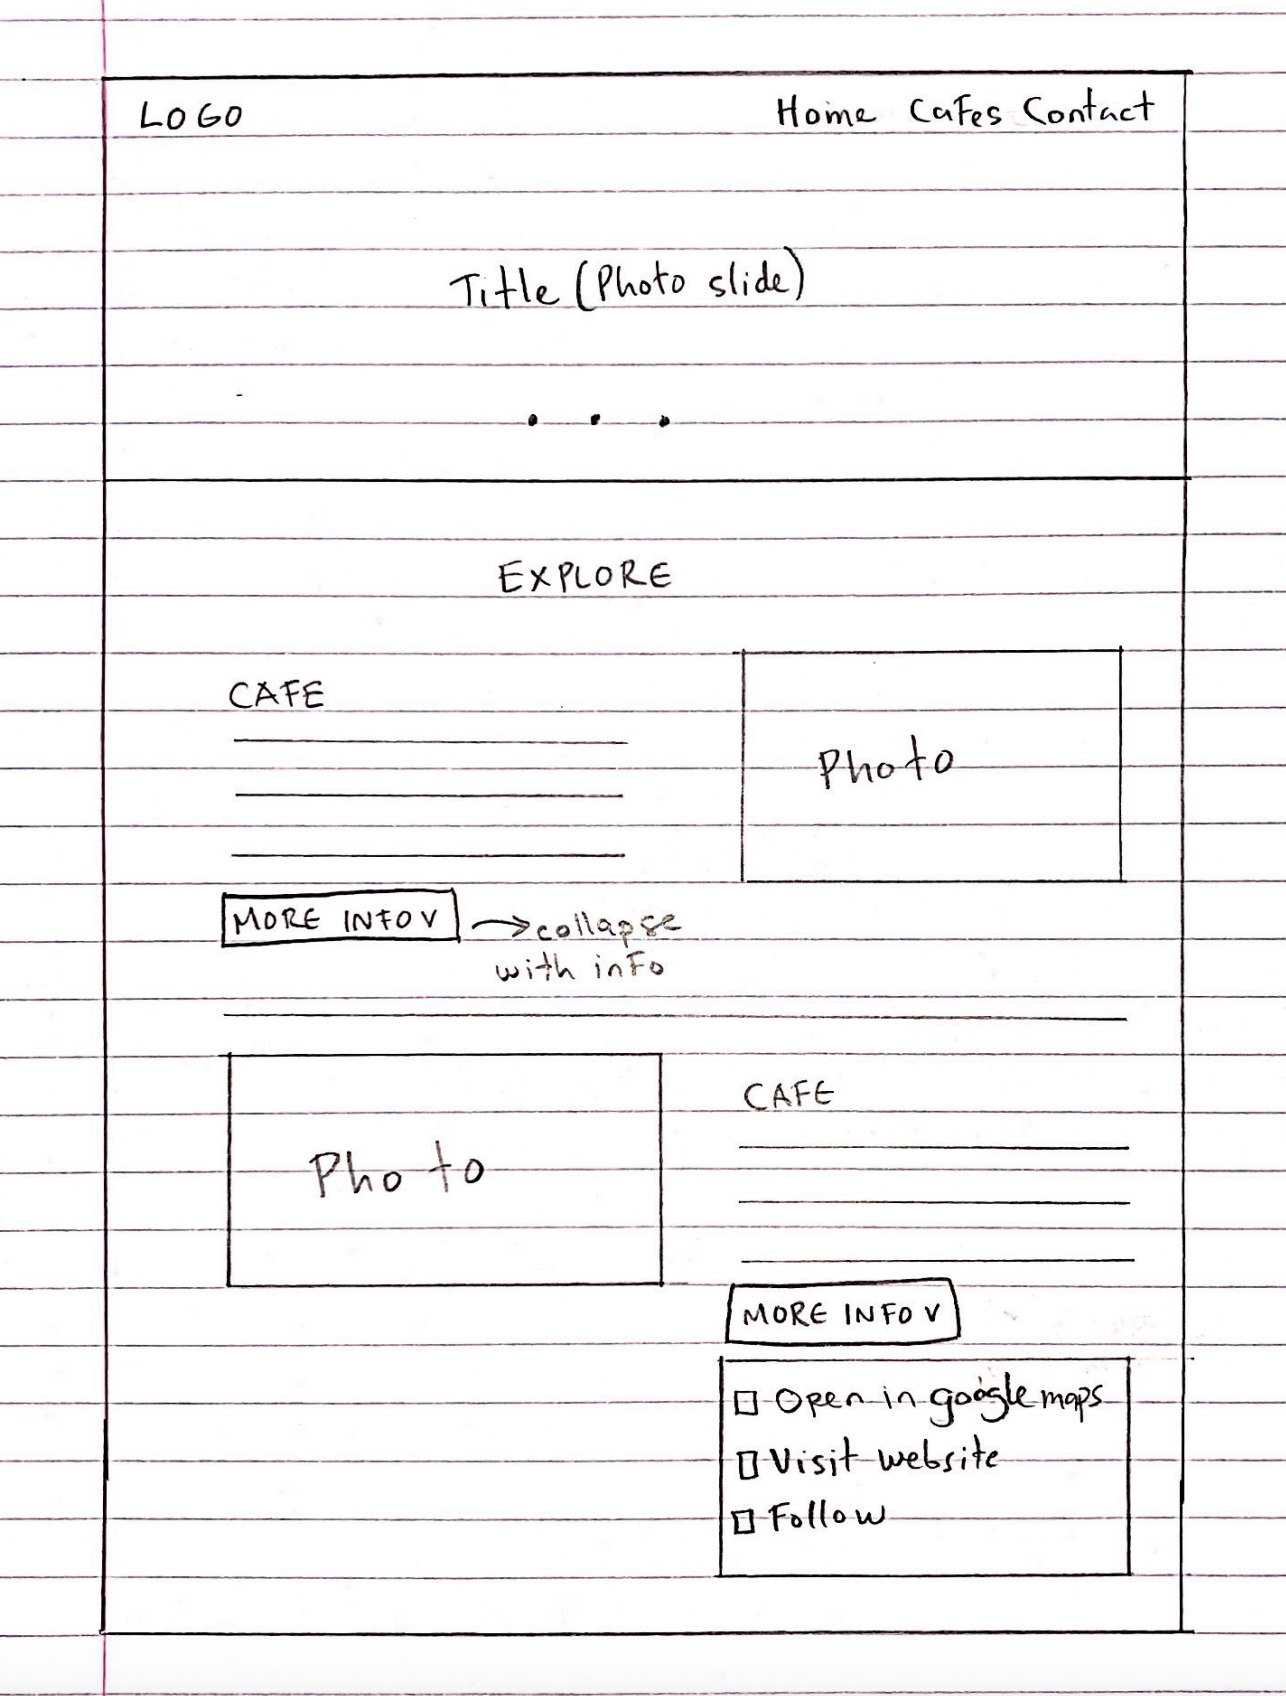 LOGO
Home Cafes Contact
Title (Photo slide)
EXPLORE
CAFE
Photo
MORE INFO V
collapse
with info
Photo
CAFE
MORE INFO V
Open in google maps
Visit website
Follow